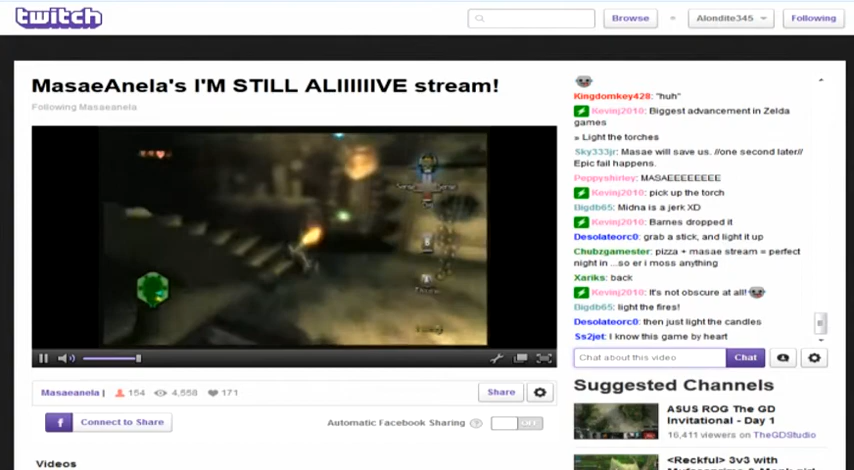 twitch
Browse
Alondite345
Following
MasaeAnela's I'M STILL ALIIIIIIVE stream!
Following Masaeanela
Kingdomkey428: "huh"
Kevinj2010: Biggest advancement in Zelda
games
» Light the torches
Sky333jr: Masae will save us. //one second later//
Epic fail happens.
Peppyshirley: MASAEEEEEEEE
Kevinj2010: pick up the torch
Bigdb65: Midna is a jerk XD
Kevinj2010: Barnes dropped it
Desolateorc0: grab a stick, and light it up
Chubzgamester: pizza + masae stream = perfect
night in ...so er i moss anything
Xariks: back
Kevinj2010: It's not obscure at all!
Bigdb65: light the fires!
Desolateorc0: then just light the candles
Ss2jet: I know this game by heart
Chat about this video
Chat
Masaeanela |
154
4,558
171
Share
Connect to Share
Automatic Facebook Sharing
OFF
Suggested Channels
ASUS ROG The GD
Invitational - Day 1
16,411 viewers on TheGDStudio
<Reckful> 3v3 with
Videos